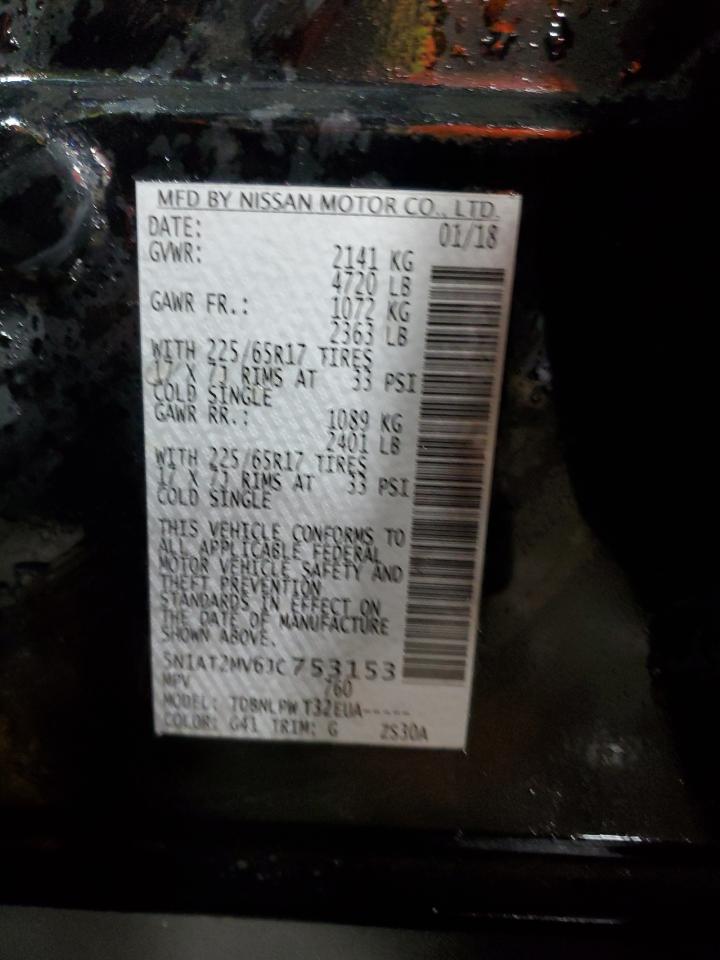 MFD BY NISSAN MOTOR CO., LTD.
DATE: 01/18
GVWR: 2141 KG
4720 LB
GAWR FR.: 1072 KG
2363 LB
WITH 225/65R17 TIRES
17 X 7J RIMS AT 33 PSI
COLD SINGLE
GAWR RR.: 1089 KG
2401 LB
WITH 225/65R17 TIRES
17 X 7J RIMS AT 33 PSI
COLD SINGLE
THIS VEHICLE CONFORMS TO
ALL APPLICABLE FEDERAL
MOTOR VEHICLE SAFETY AND
THEFT PREVENTION
STANDARDS IN EFFECT ON
THE DATE OF MANUFACTURE
SHOWN ABOVE.
5N1AT2MV6JC753153
MPV 760
MODEL: TDBNLPW T32EUA-----
COLOR: G41 TRIM: G 2S30A